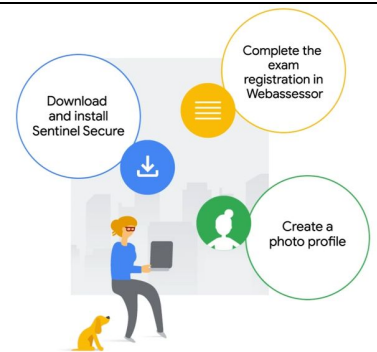 Complete the
exam
registration in
Webassessor
Download
and install
Sentinel Secure
Create a
photo profile